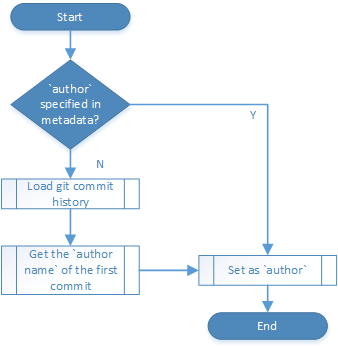 Start
`author`
specified in
metadata?
Y
N
Load git commit
history
Get the `author
name` of the first
commit
Set as `author`
End